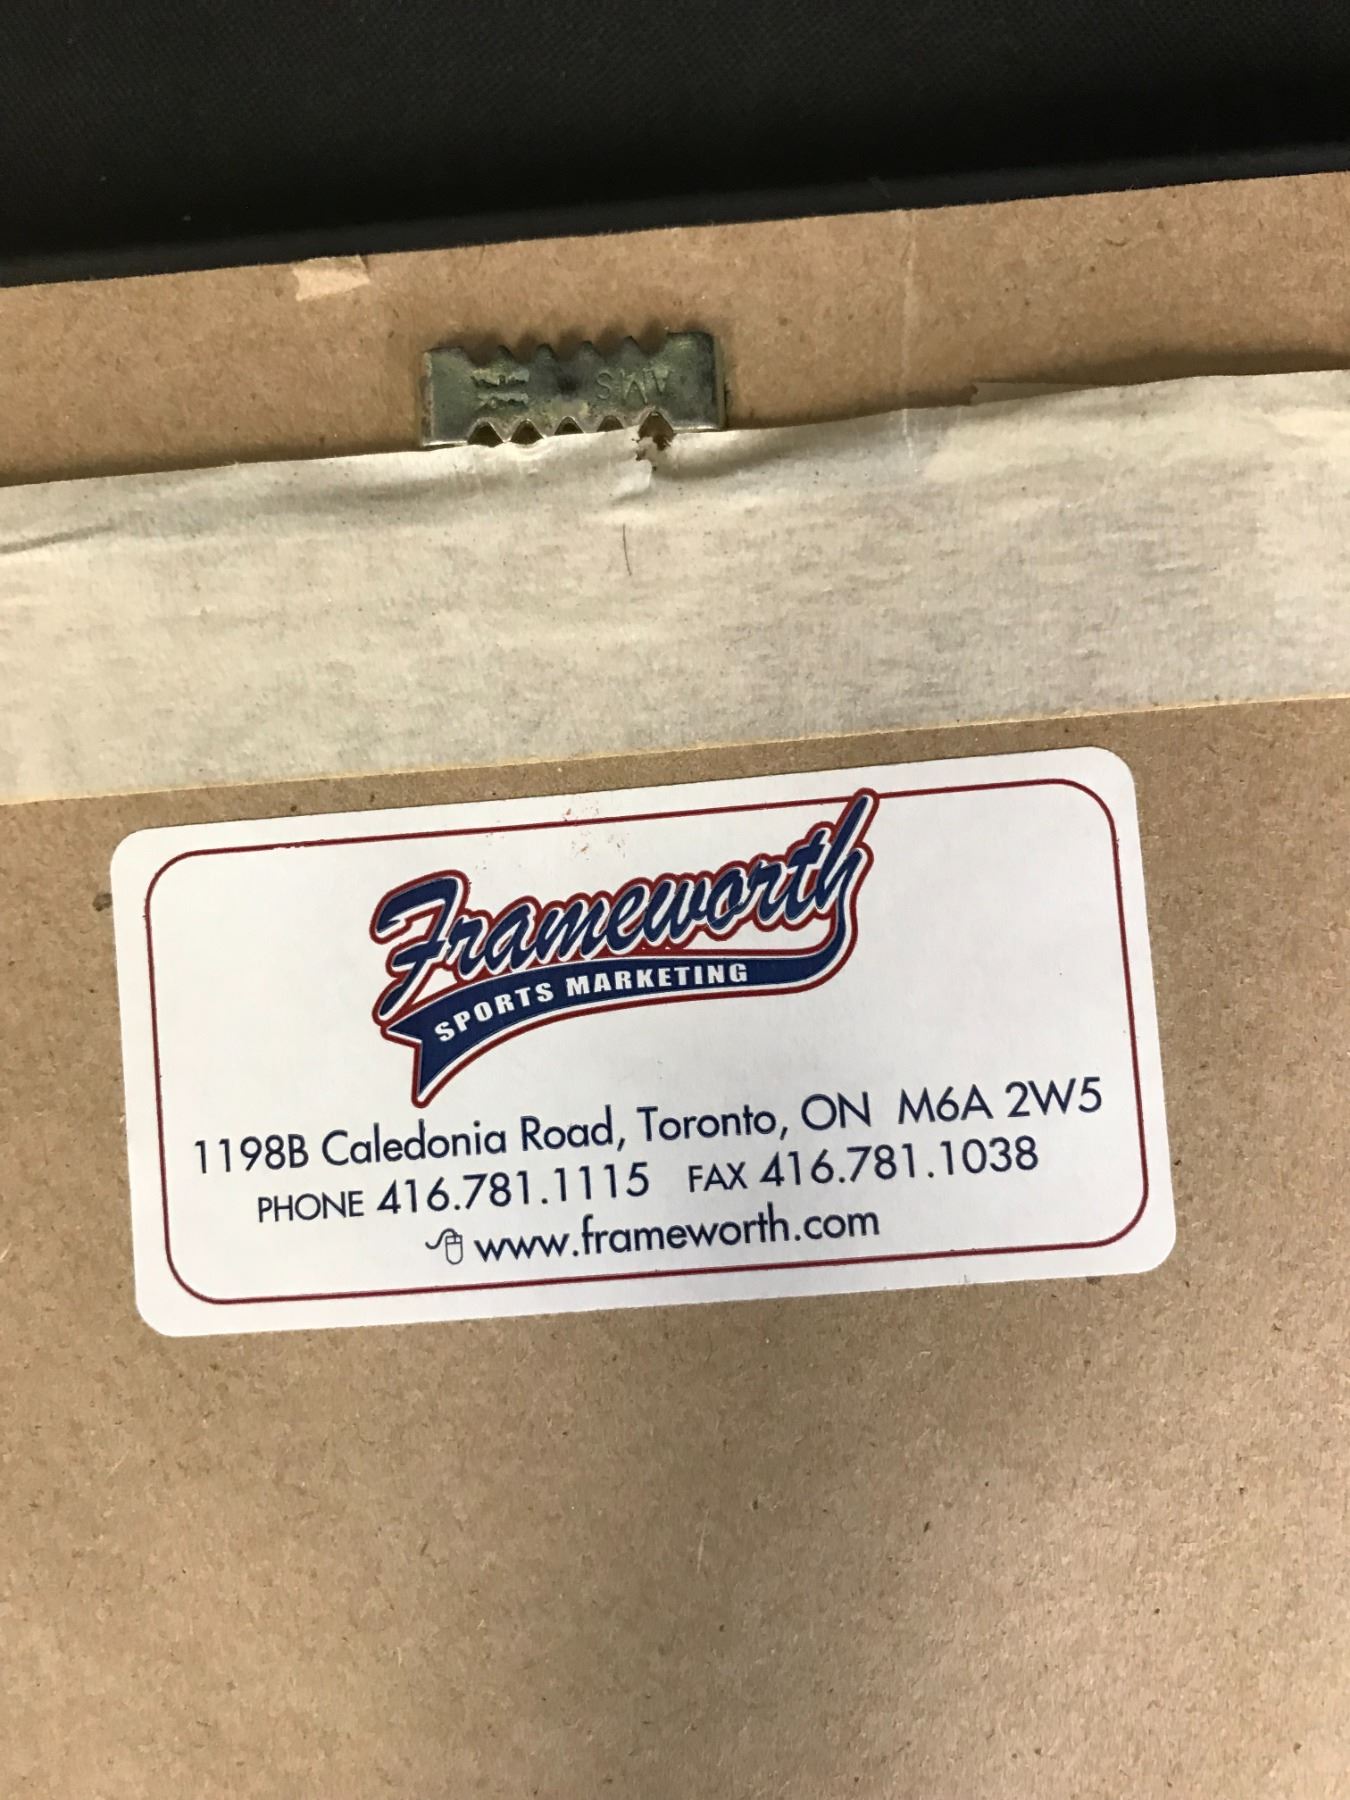 AMS
Frameworth
SPORTS MARKETING
1198B Caledonia Road, Toronto, ON M6A 2W5
PHONE 416.781.1115 FAX 416.781.1038
www.frameworth.com